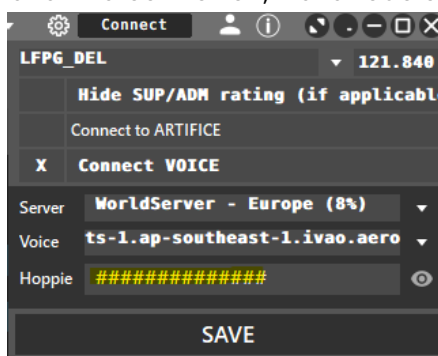 Connect
LFPG_DEL 121.840
Hide SUP/ADM rating (if applicabl
Connect to ARTIFICE
X Connect VOICE
Server WorldServer - Europe (8%)
Voice ts-1.ap-southeast-1.ivao.aero
Hoppie ##############
SAVE